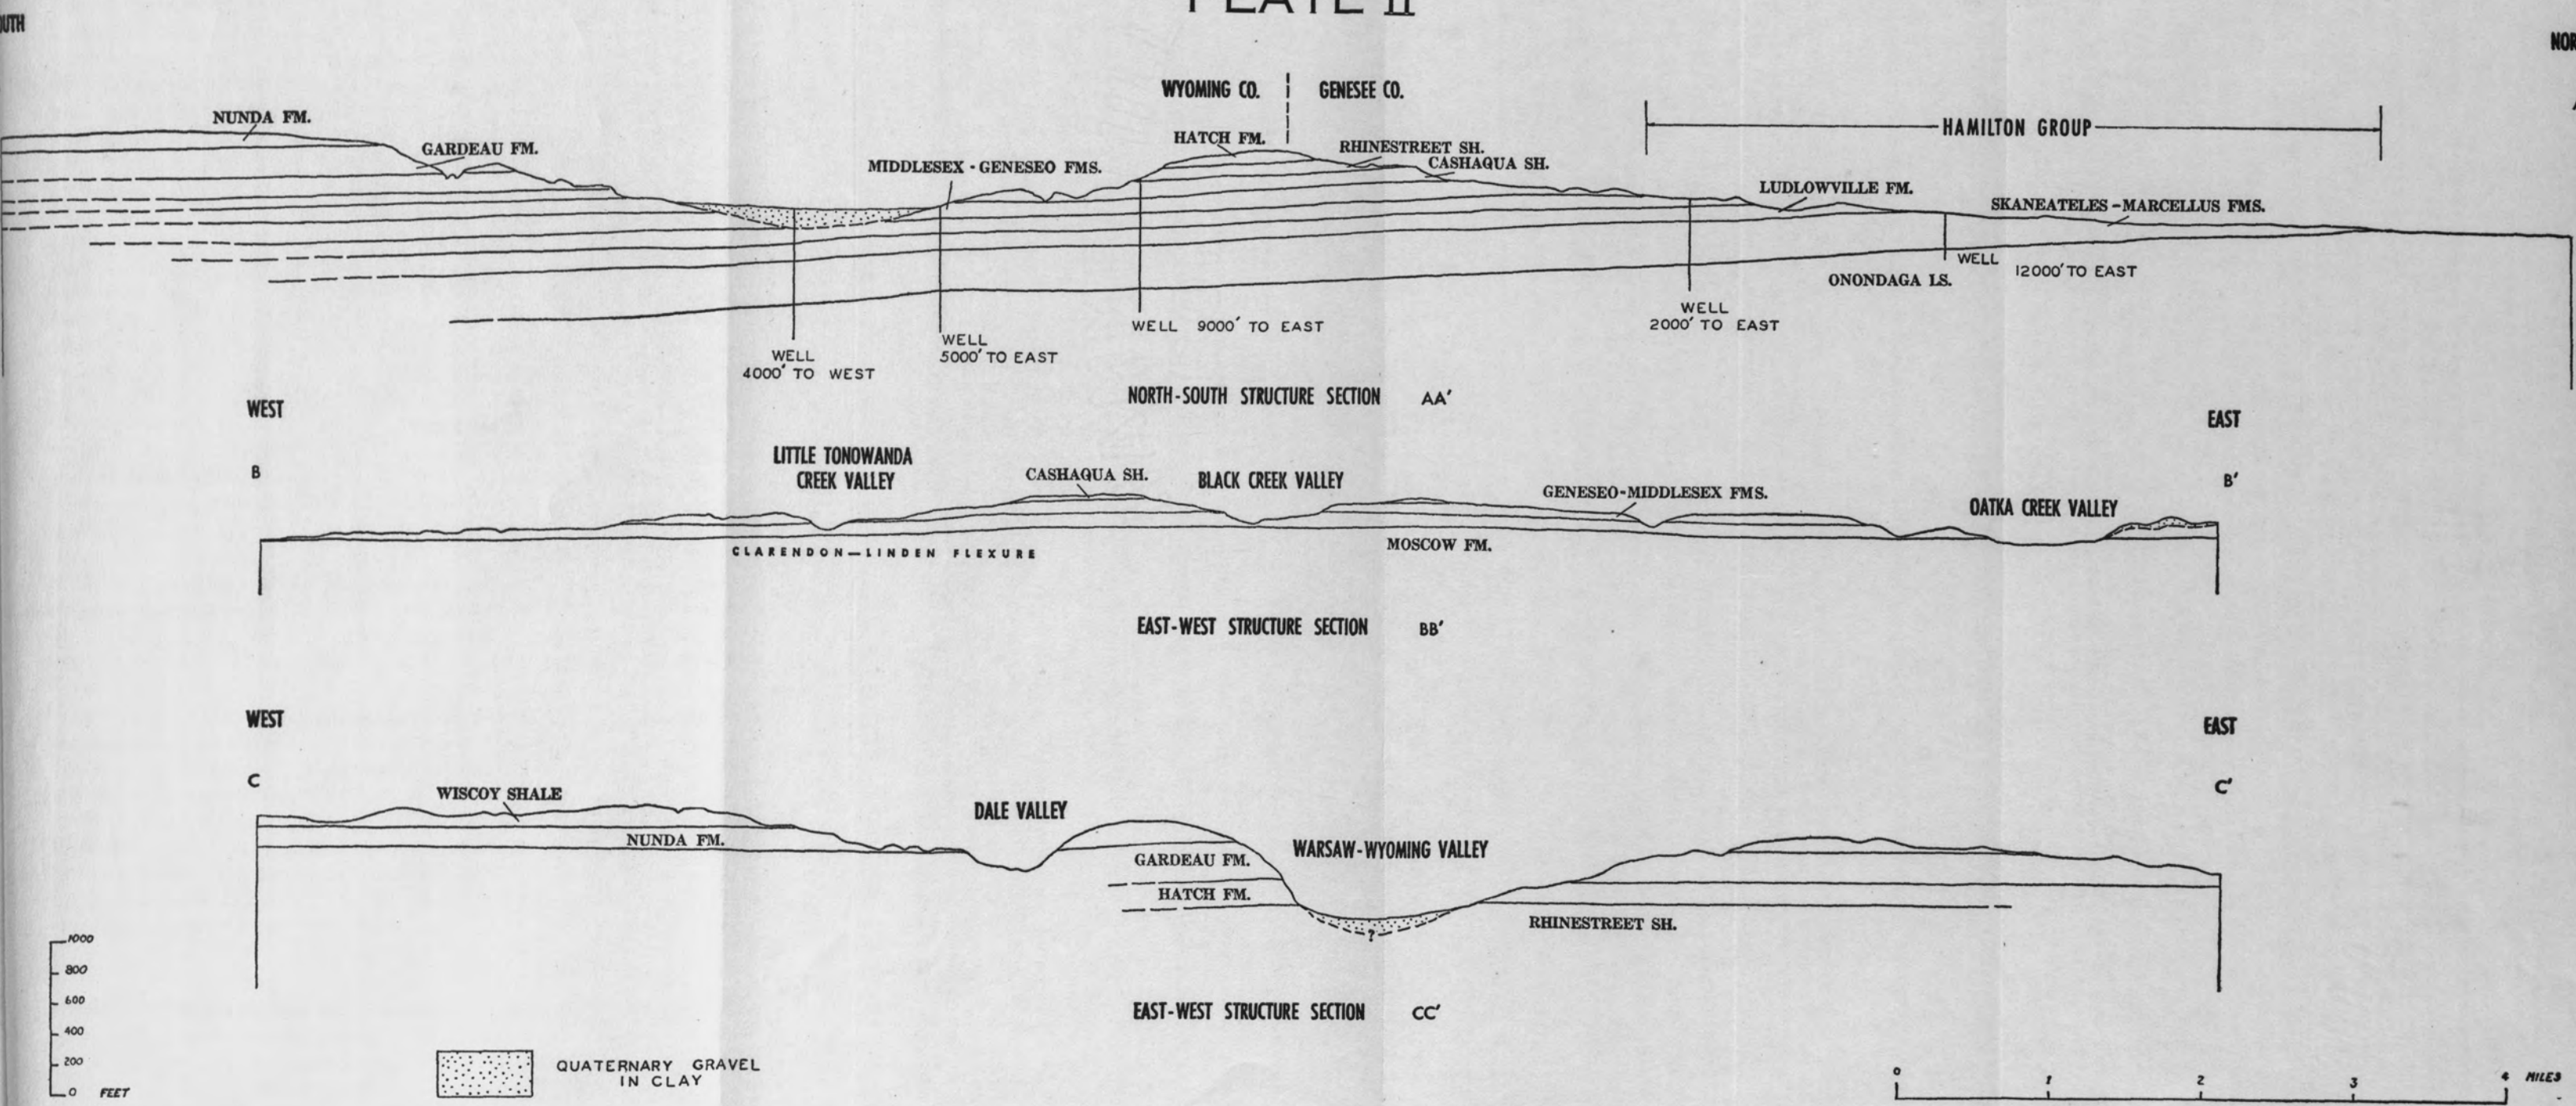 PLATE II
WYOMING CO. GENESEE CO.
NUNDA FM.
GARDEAU FM.
MIDDLESEX - GENESEO FMS.
HATCH FM.
RHINESTREET SH.
CASHAQUA SH.
HAMILTON GROUP
LUDLOWVILLE FM.
SKANEATELES - MARCELLUS FMS.
ONONDAGA LS.
WELL
4000' TO WEST
WELL
5000' TO EAST
WELL 9000' TO EAST
WELL
2000' TO EAST
WELL
12000' TO EAST
NORTH-SOUTH STRUCTURE SECTION AA'
WEST
EAST
B
B'
LITTLE TONOWANDA
CREEK VALLEY
CASHAQUA SH.
BLACK CREEK VALLEY
GENESEO-MIDDLESEX FMS.
OATKA CREEK VALLEY
CLARENDON—LINDEN FLEXURE
MOSCOW FM.
EAST-WEST STRUCTURE SECTION BB'
WEST
EAST
C
C'
WISCOY SHALE
NUNDA FM.
DALE VALLEY
GARDEAU FM.
HATCH FM.
WARSAW-WYOMING VALLEY
?
RHINESTREET SH.
EAST-WEST STRUCTURE SECTION CC'
1000
800
600
400
200
0 FEET
QUATERNARY GRAVEL
IN CLAY
0 1 2 3 4 MILES